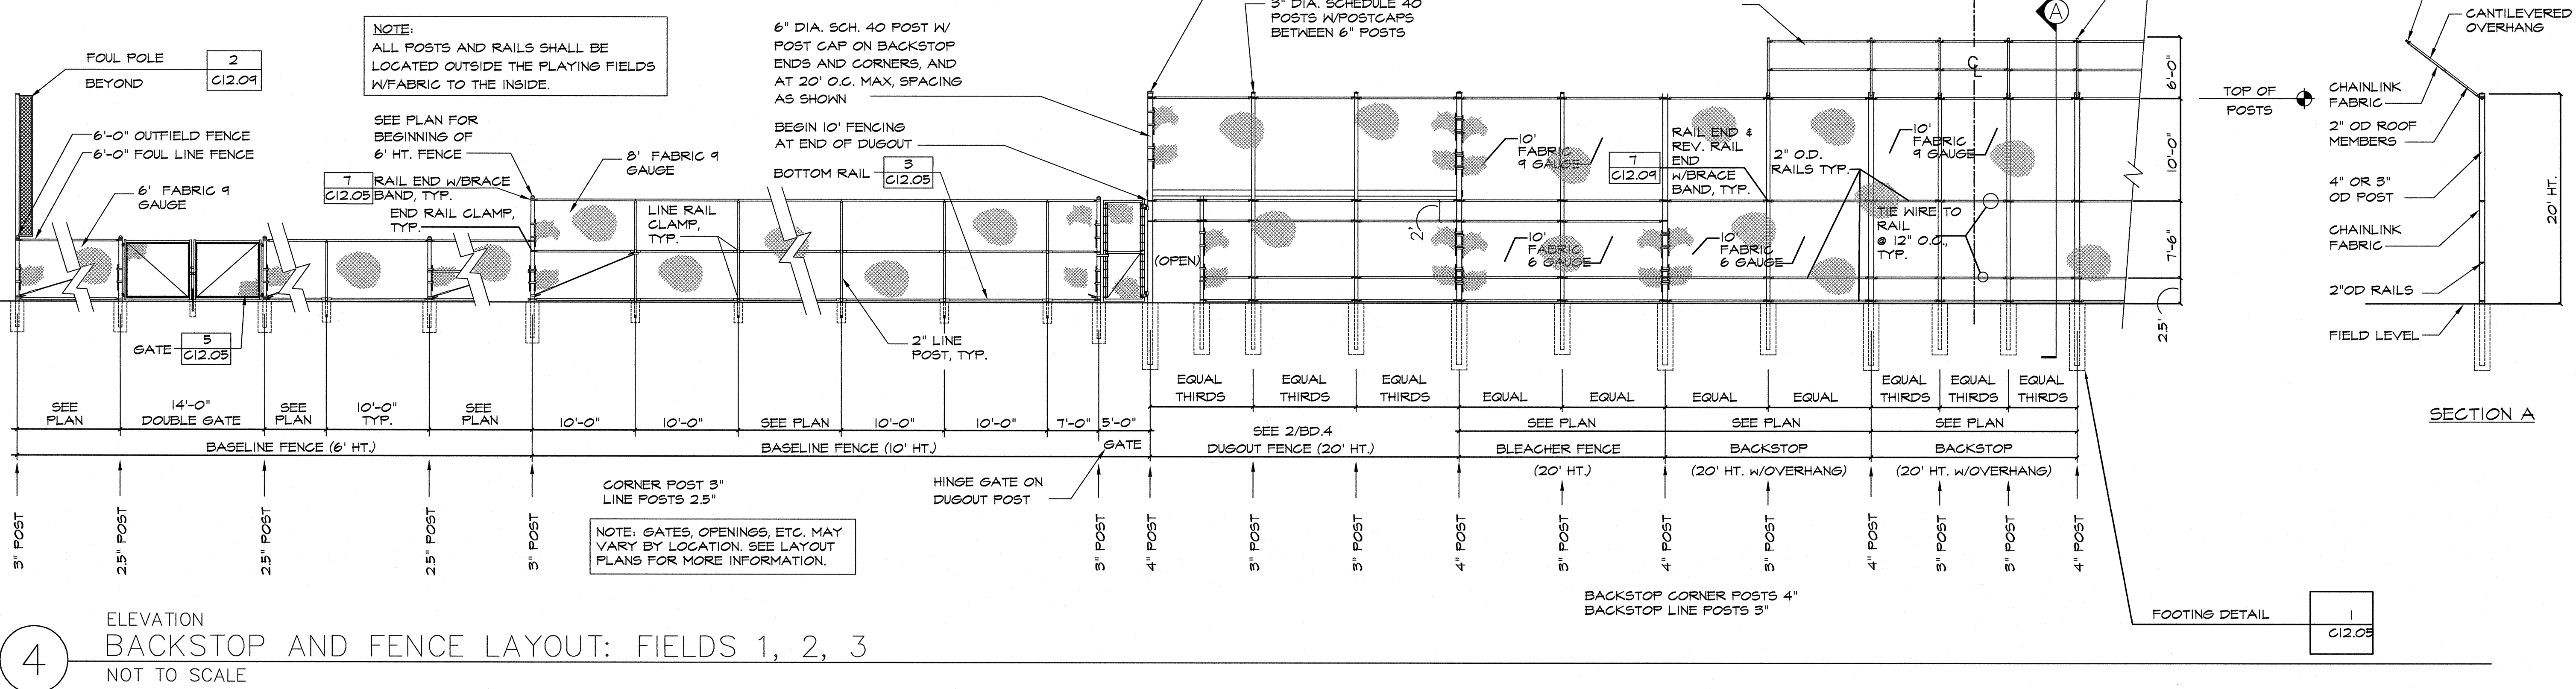 FOUL POLE
BEYOND
2
C12.09
NOTE:
ALL POSTS AND RAILS SHALL BE
LOCATED OUTSIDE THE PLAYING FIELDS
W/FABRIC TO THE INSIDE.
6" DIA. SCH. 40 POST W/
POST CAP ON BACKSTOP
ENDS AND CORNERS, AND
AT 20' O.C. MAX, SPACING
AS SHOWN
3" DIA. SCHEDULE 40
POSTS W/POSTCAPS
BETWEEN 6" POSTS
A
CANTILEVERED
OVERHANG
6'-0" OUTFIELD FENCE
6'-0" FOUL LINE FENCE
6' FABRIC 9
GAUGE
SEE PLAN FOR
BEGINNING OF
6' HT. FENCE
7
C12.05
RAIL END W/BRACE
BAND, TYP.
END RAIL CLAMP,
TYP.
8' FABRIC 9
GAUGE
LINE RAIL
CLAMP,
TYP.
BEGIN 10' FENCING
AT END OF DUGOUT
BOTTOM RAIL
3
C12.05
(OPEN)
2'
10'
FABRIC
9 GAUGE
10'
FABRIC
6 GAUGE
7
C12.09
RAIL END &
REV. RAIL
END
W/BRACE
BAND, TYP.
10'
FABRIC
6 GAUGE
2" O.D.
RAILS TYP.
10'
FABRIC
9 GAUGE
TIE WIRE TO
RAIL
@ 12" O.C.,
TYP.
CL
6'-0"
10'-0"
7'-6"
2.5'
TOP OF
POSTS
CHAINLINK
FABRIC
2" OD ROOF
MEMBERS
4" OR 3"
OD POST
CHAINLINK
FABRIC
2"OD RAILS
FIELD LEVEL
20' HT.
SECTION A
GATE
5
C12.05
2" LINE
POST, TYP.
SEE
PLAN
14'-0"
DOUBLE GATE
SEE
PLAN
10'-0"
TYP.
SEE
PLAN
10'-0"
10'-0"
SEE PLAN
10'-0"
10'-0"
7'-0"
5'-0"
EQUAL
THIRDS
EQUAL
THIRDS
EQUAL
THIRDS
EQUAL
EQUAL
EQUAL
EQUAL
EQUAL
THIRDS
EQUAL
THIRDS
EQUAL
THIRDS
BASELINE FENCE (6' HT.)
BASELINE FENCE (10' HT.)
GATE
SEE 2/BD.4
DUGOUT FENCE (20' HT.)
SEE PLAN
BLEACHER FENCE
(20' HT.)
SEE PLAN
BACKSTOP
(20' HT. W/OVERHANG)
SEE PLAN
BACKSTOP
(20' HT. W/OVERHANG)
CORNER POST 3"
LINE POSTS 2.5"
HINGE GATE ON
DUGOUT POST
NOTE: GATES, OPENINGS, ETC. MAY
VARY BY LOCATION. SEE LAYOUT
PLANS FOR MORE INFORMATION.
3" POST
2.5" POST
2.5" POST
2.5" POST
3" POST
3" POST
4" POST
3" POST
3" POST
4" POST
3" POST
4" POST
3" POST
4" POST
3" POST
3" POST
4" POST
BACKSTOP CORNER POSTS 4"
BACKSTOP LINE POSTS 3"
FOOTING DETAIL
1
C12.05
4
ELEVATION
BACKSTOP AND FENCE LAYOUT: FIELDS 1, 2, 3
NOT TO SCALE